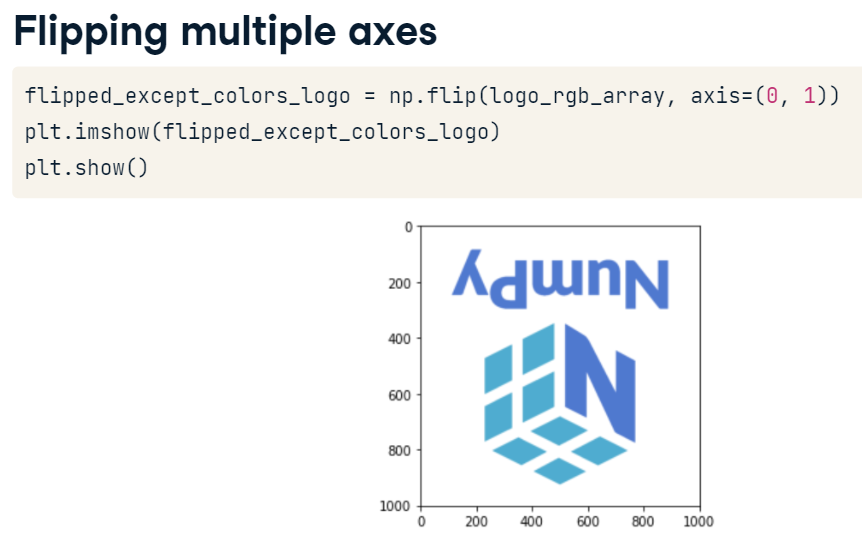 Flipping multiple axes
flipped_except_colors_logo = np.flip(logo_rgb_array, axis=(0, 1))
plt.imshow(flipped_except_colors_logo)
plt.show()
0
200
400
600
800
1000
NumPy
N
0 200 400 600 800 1000